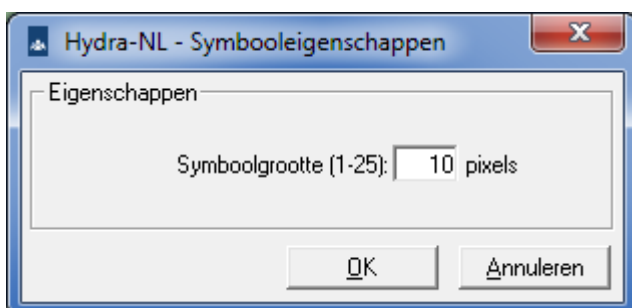 Hydra-NL - Symbooleigenschappen
Eigenschappen
Symboolgrootte (1-25): 10 pixels
OK Annuleren